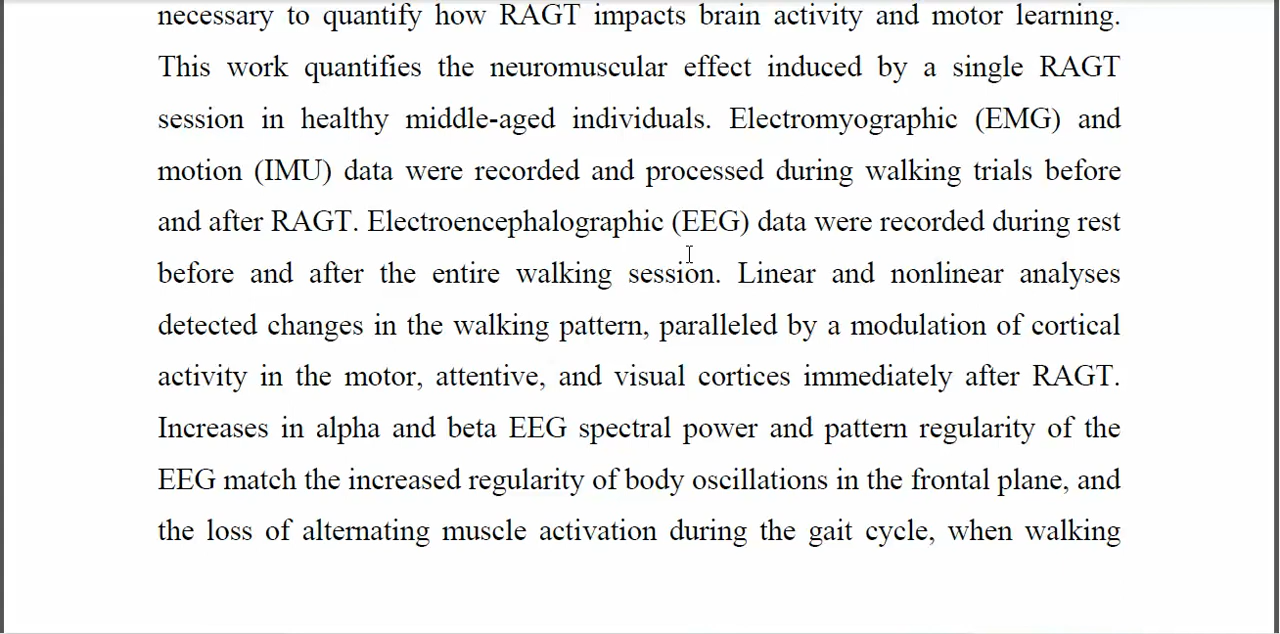 necessary to quantify how RAGT impacts brain activity and motor learning.
This work quantifies the neuromuscular effect induced by a single RAGT
session in healthy middle-aged individuals. Electromyographic (EMG) and
motion (IMU) data were recorded and processed during walking trials before
and after RAGT. Electroencephalographic (EEG) data were recorded during rest
before and after the entire walking session. Linear and nonlinear analyses
detected changes in the walking pattern, paralleled by a modulation of cortical
activity in the motor, attentive, and visual cortices immediately after RAGT.
Increases in alpha and beta EEG spectral power and pattern regularity of the
EEG match the increased regularity of body oscillations in the frontal plane, and
the loss of alternating muscle activation during the gait cycle, when walking